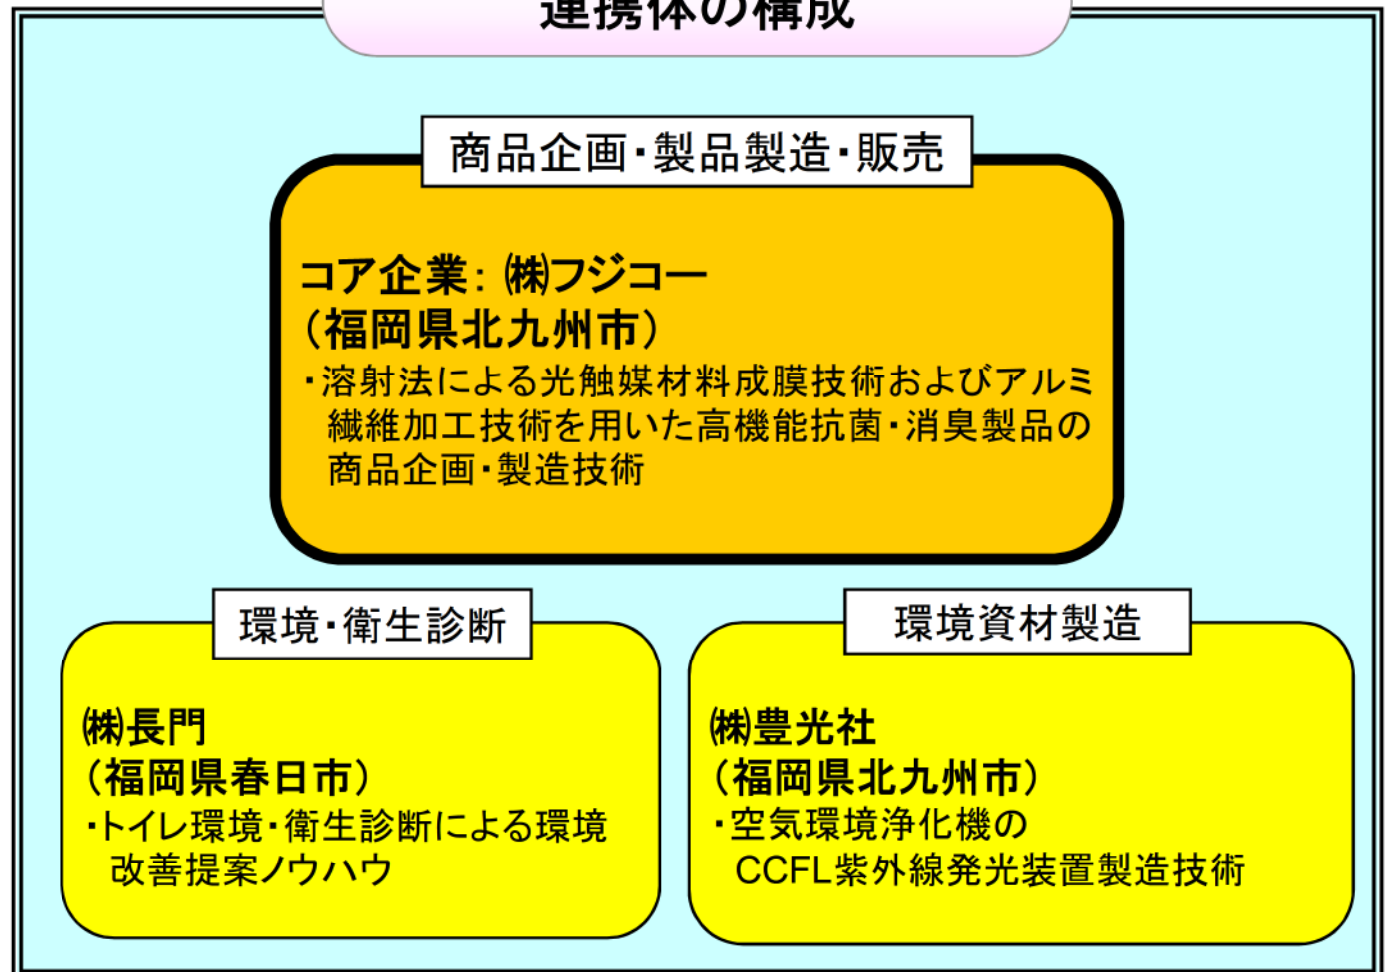 連携体の構成
商品企画・製品製造・販売
コア企業：㈱フジコー
（福岡県北九州市）
・溶射法による光触媒材料成膜技術およびアルミ
繊維加工技術を用いた高機能抗菌・消臭製品の
商品企画・製造技術
環境・衛生診断
㈱長門
（福岡県春日市）
・トイレ環境・衛生診断による環境
改善提案ノウハウ
環境資材製造
㈱豊光社
（福岡県北九州市）
・空気環境浄化機の
CCFL紫外線発光装置製造技術